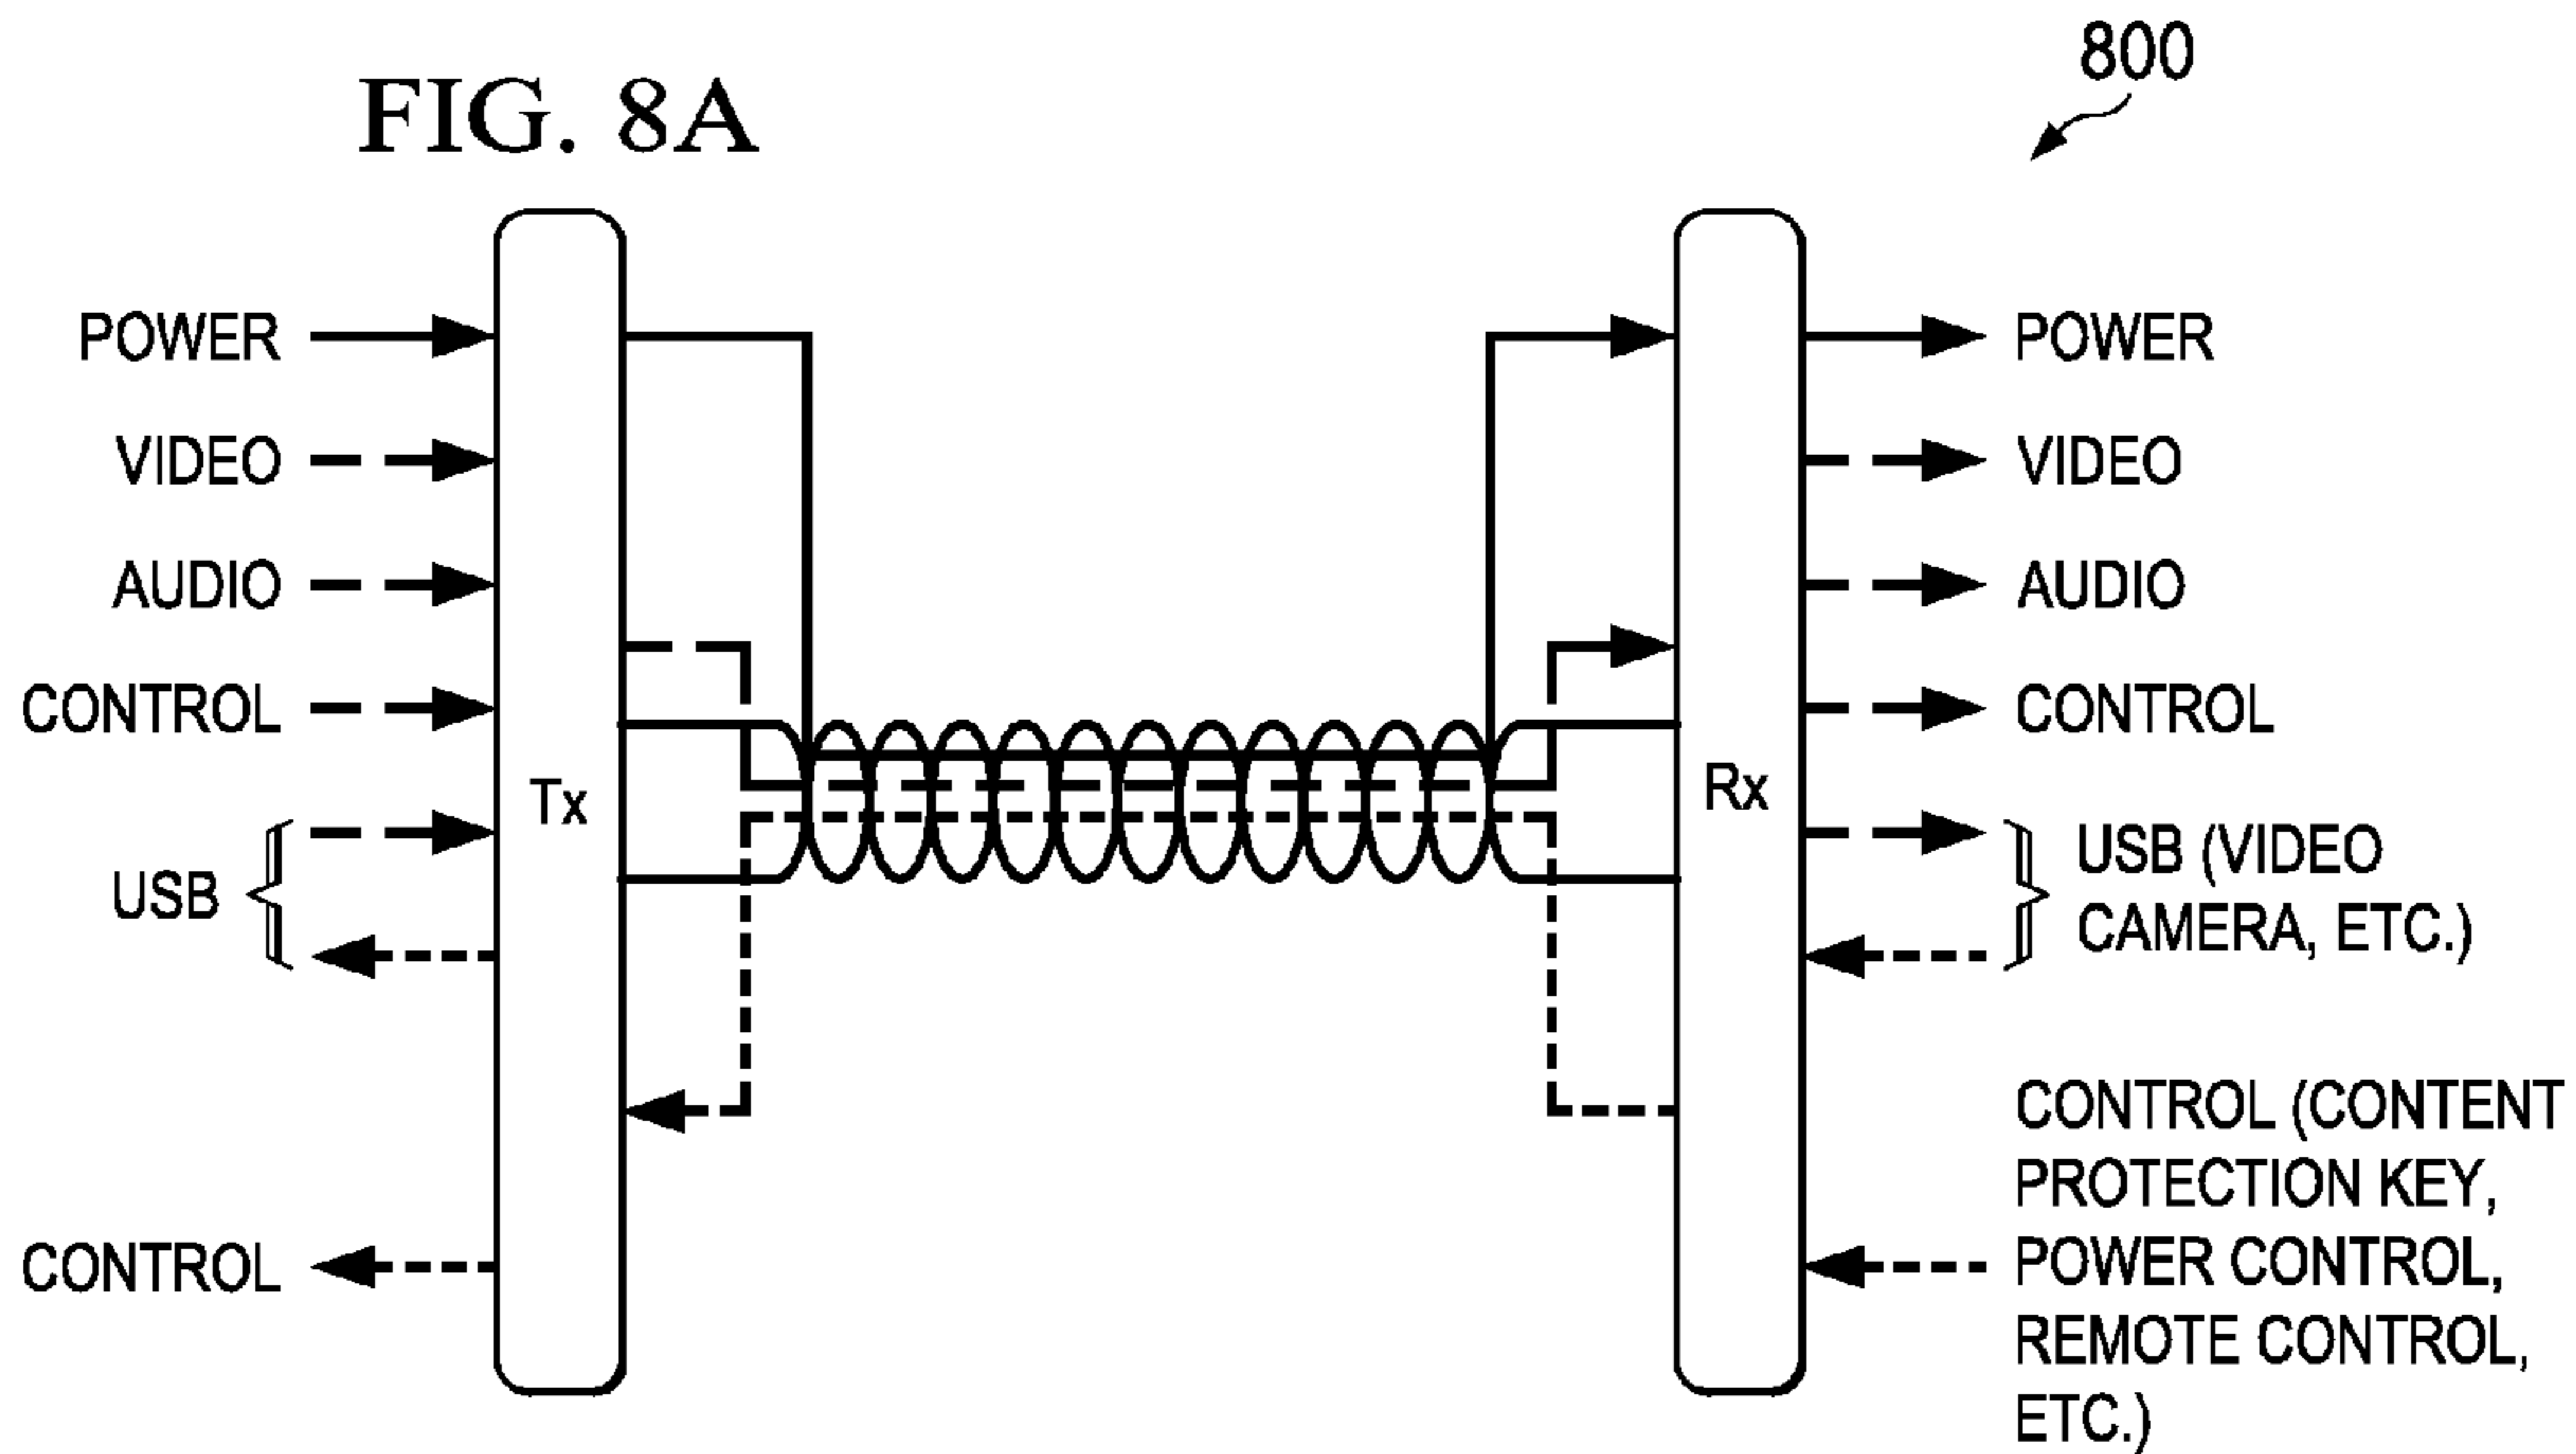 800
FIG. 8A
POWER
VIDEO
AUDIO
CONTROL
USB
CONTROL
Tx
Rx
POWER
VIDEO
AUDIO
CONTROL
USB (VIDEO
CAMERA, ETC.)
CONTROL (CONTENT
PROTECTION KEY,
POWER CONTROL,
REMOTE CONTROL,
ETC.)